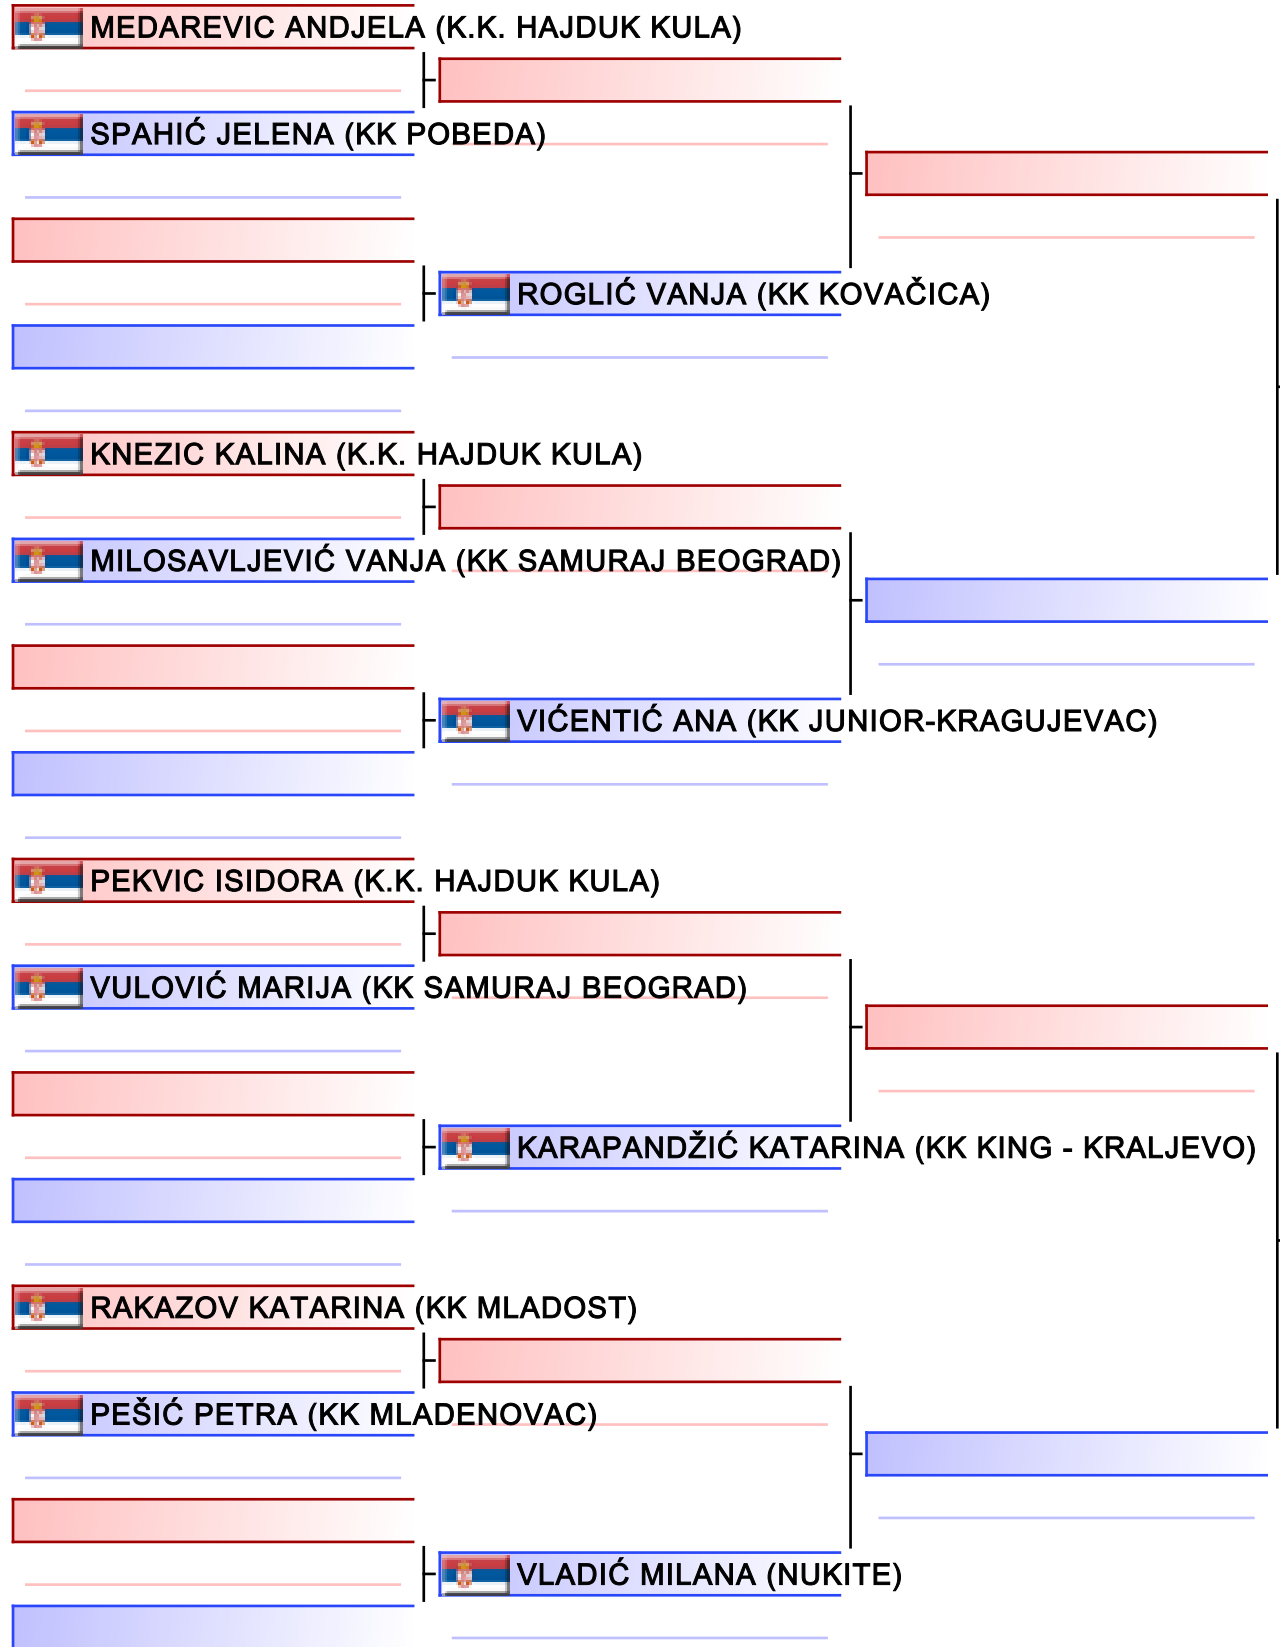 MEDAREVIC ANDJELA (K.K. HAJDUK KULA)
SPAHIĆ JELENA (KK POBEDA)
ROGLIĆ VANJA (KK KOVAČICA)
KNEZIC KALINA (K.K. HAJDUK KULA)
MILOSAVLJEVIĆ VANJA (KK SAMURAJ BEOGRAD)
VIĆENTIĆ ANA (KK JUNIOR-KRAGUJEVAC)
PEKVIC ISIDORA (K.K. HAJDUK KULA)
VULOVIĆ MARIJA (KK SAMURAJ BEOGRAD)
KARAPANDŽIĆ KATARINA (KK KING - KRALJEVO)
RAKAZOV KATARINA (KK MLADOST)
PEŠIĆ PETRA (KK MLADENOVAC)
VLADIĆ MILANA (NUKITE)